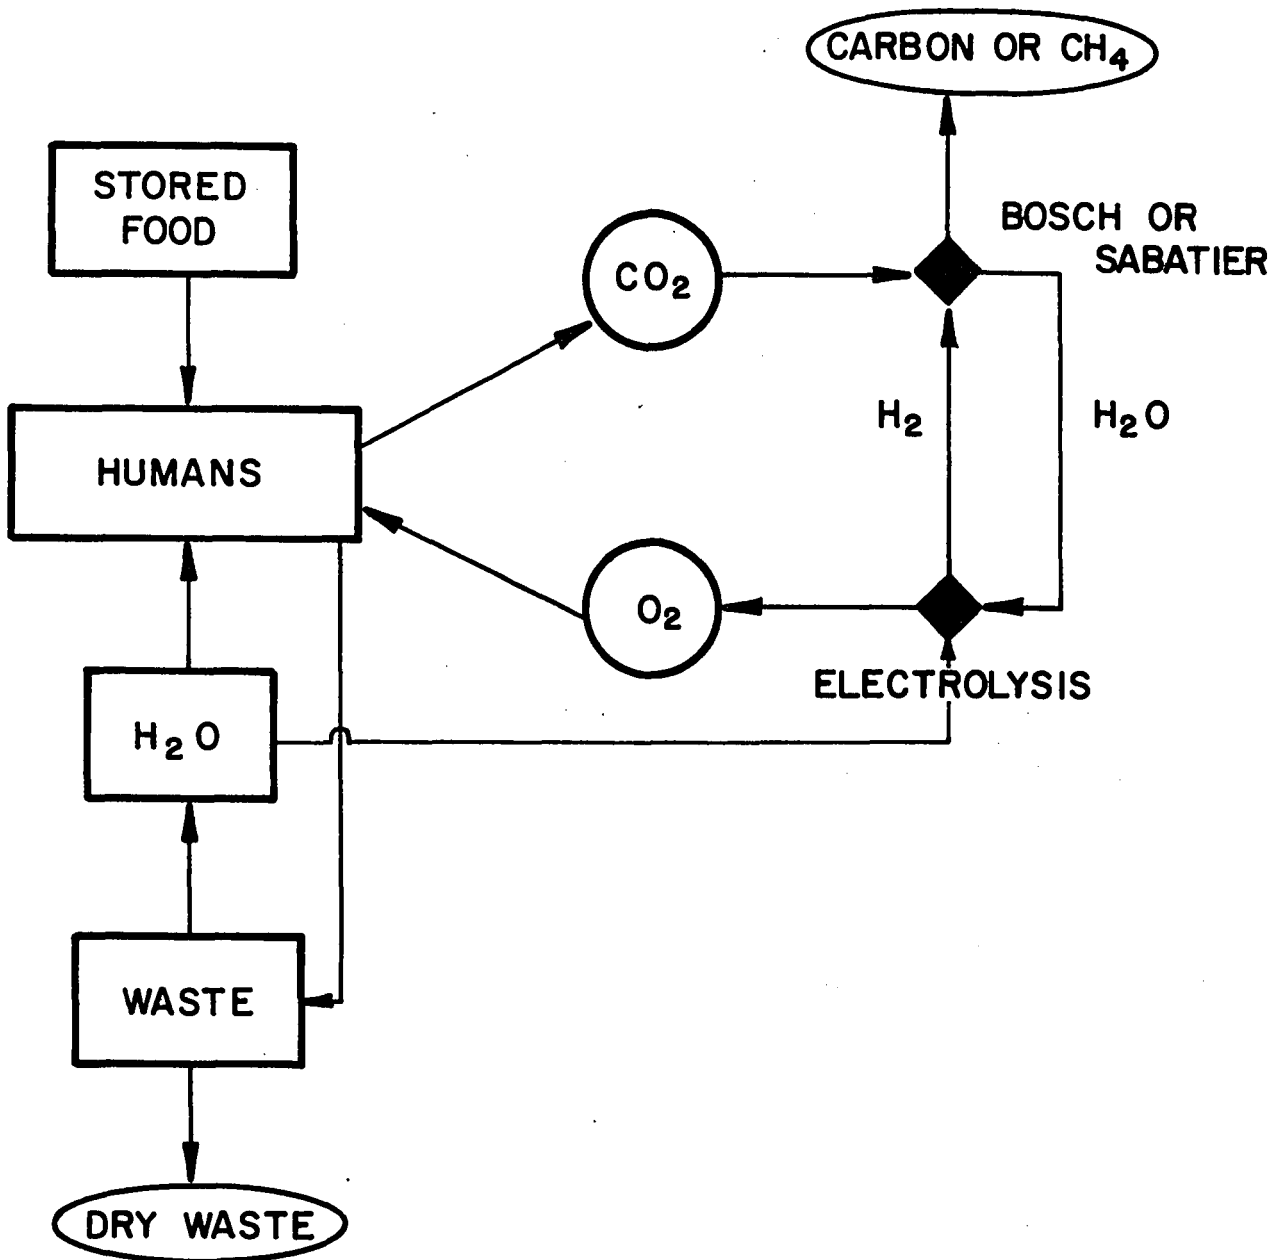 CARBON OR CH₄
STORED
FOOD
BOSCH OR
SABATIER
CO₂
H₂
H₂O
HUMANS
O₂
ELECTROLYSIS
H₂O
WASTE
DRY WASTE